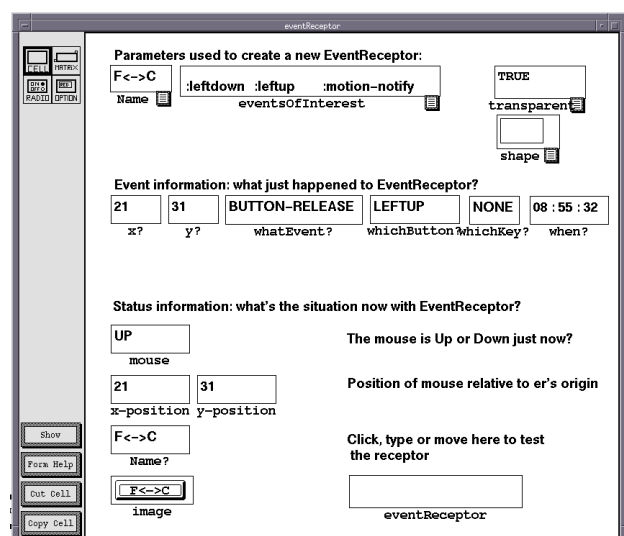 eventReceptor
CELL MATRIX
RADIO OPTION
Parameters used to create a new EventReceptor:
F<->C
Name
:leftdown :leftup :motion-notify
eventsOfInterest
TRUE
transparent
shape
Event information: what just happened to EventReceptor?
21 31 BUTTON-RELEASE LEFTUP NONE 08 : 55 : 32
x? y? whatEvent? whichButton? whichKey? when?
Status information: what's the situation now with EventReceptor?
UP
mouse
The mouse is Up or Down just now?
21 31
x-position y-position
Position of mouse relative to er's origin
F<->C
Name?
Click, type or move here to test
the receptor
F<->C
image
eventReceptor
Show
Form Help
Cut Cell
Copy Cell